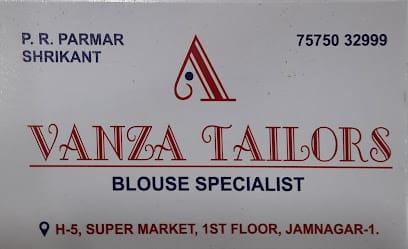 P. R. PARMAR 75750 32999
SHRIKANT
VANZA TAILORS
BLOUSE SPECIALIST
H-5, SUPER MARKET, 1ST FLOOR, JAMNAGAR-1.